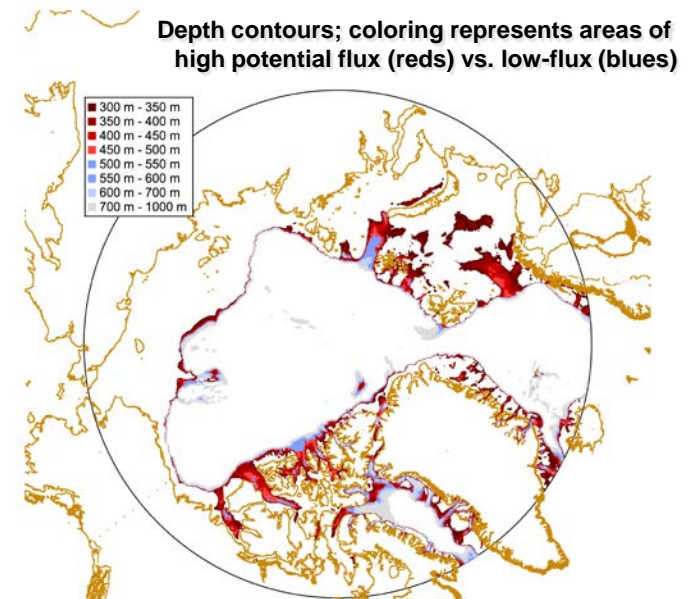 Depth contours; coloring represents areas of
high potential flux (reds) vs. low-flux (blues)
300 m - 350 m
350 m - 400 m
400 m - 450 m
450 m - 500 m
500 m - 550 m
550 m - 600 m
600 m - 700 m
700 m - 1000 m